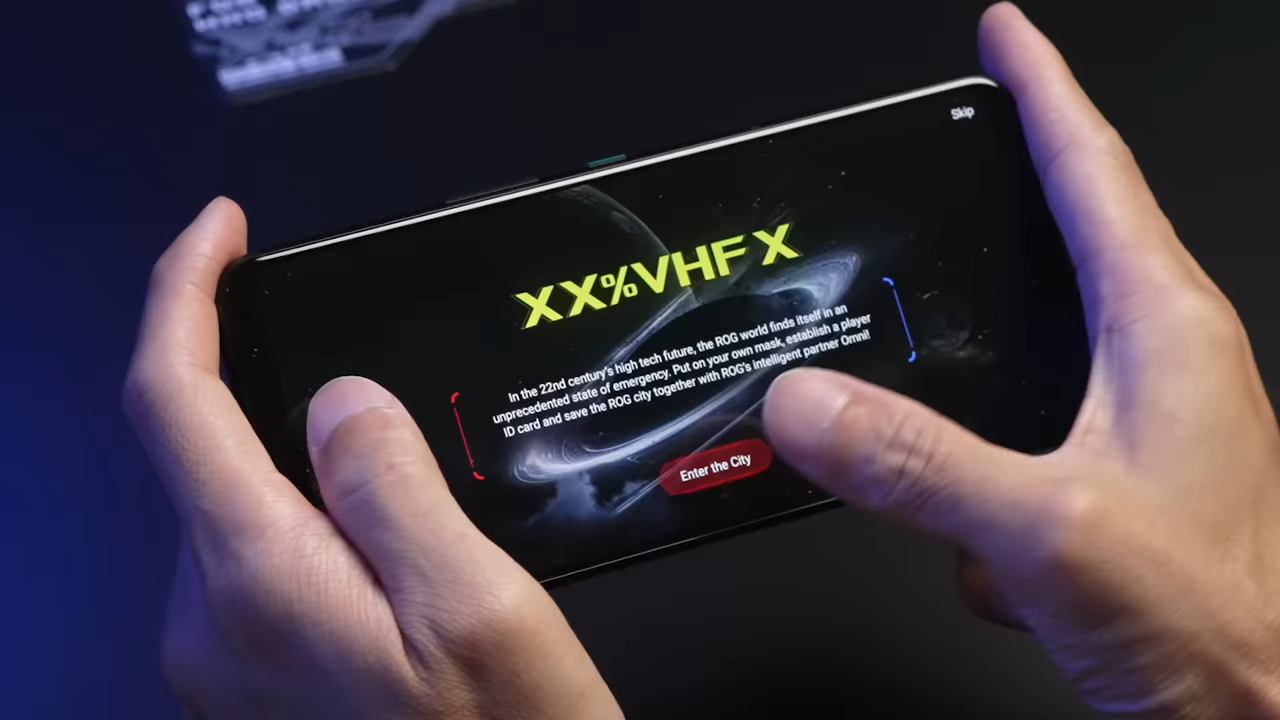 Skip
XX%VHF X
In the 22nd century's high tech future, the ROG world finds itself in an
unprecedented state of emergency. Put on your own mask, establish a player
ID card and save the ROG city together with ROG's intelligent partner Omni!
Enter the City